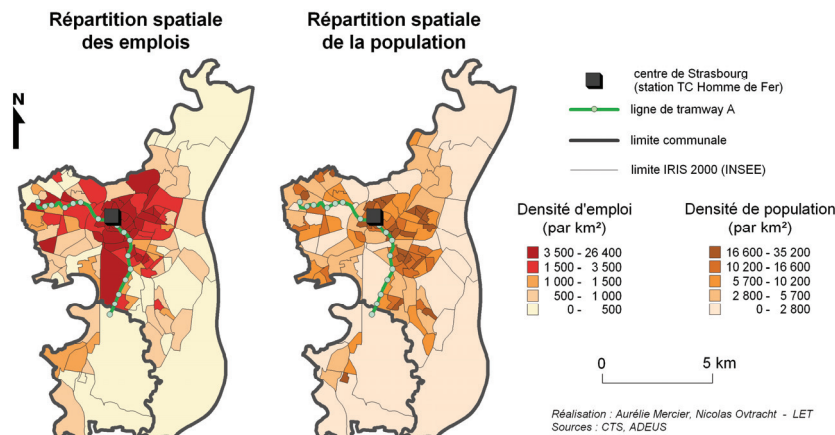 Répartition spatiale
des emplois
Répartition spatiale
de la population
N
centre de Strasbourg
(station TC Homme de Fer)
ligne de tramway A
limite communale
limite IRIS 2000 (INSEE)
Densité d'emploi
(par km²)
3 500 - 26 400
1 500 - 3 500
1 000 - 1 500
500 - 1 000
0 - 500
Densité de population
(par km²)
16 600 - 35 200
10 200 - 16 600
5 700 - 10 200
2 800 - 5 700
0 - 2 800
0 5 km
Réalisation : Aurélie Mercier, Nicolas Ovtracht - LET
Sources : CTS, ADEUS